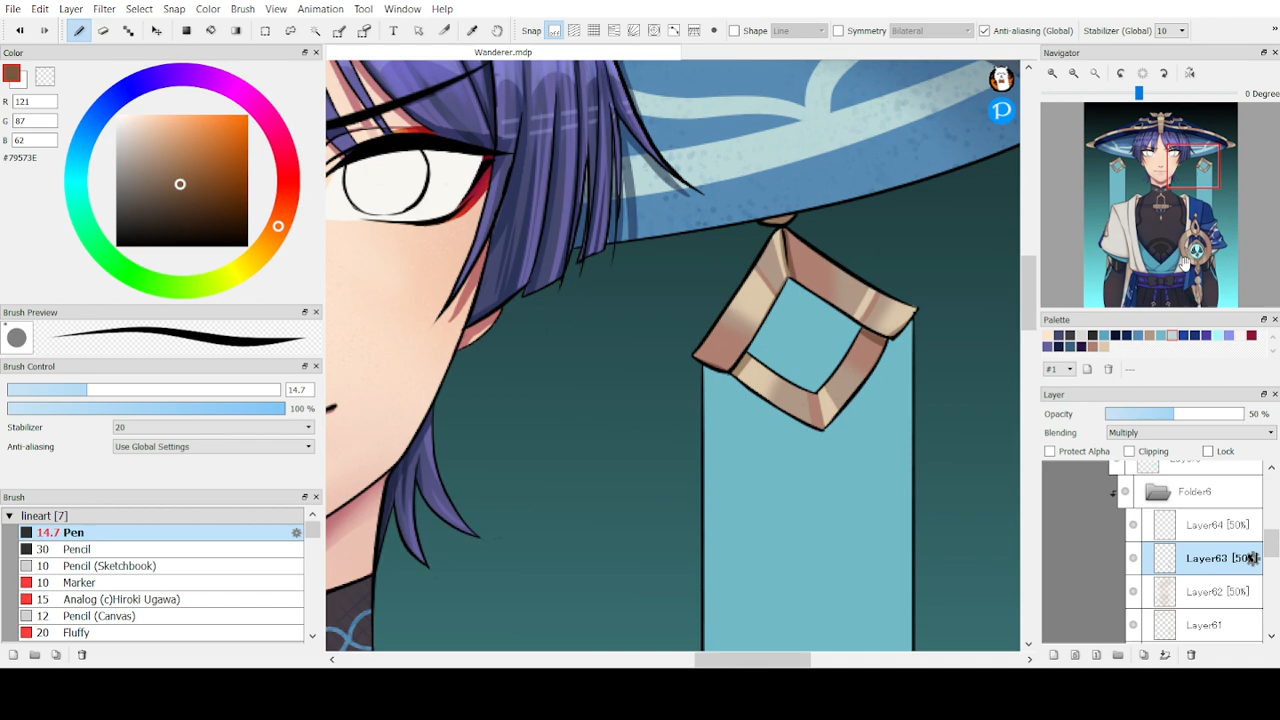 File Edit Layer Filter Select Snap Color Brush View Animation Tool Window Help
Snap Shape Line Symmetry Bilateral Anti-aliasing (Global) Stabilizer (Global) 10
Color
Wanderer.mdp
Navigator
R 121
G 87
B 62
#79573E
0 Degree
Brush Preview
Palette
Brush Control
14.7
100 %
#1 ---
Stabilizer 20
Anti-aliasing Use Global Settings
Layer
Opacity 50 %
Blending Multiply
Protect Alpha Clipping Lock
Brush
lineart [7]
14.7 Pen
30 Pencil
10 Pencil (Sketchbook)
10 Marker
15 Analog (c)Hiroki Ugawa)
12 Pencil (Canvas)
20 Fluffy
Folder6
Layer64 [50%]
Layer63 [50%]
Layer62 [50%]
Layer61